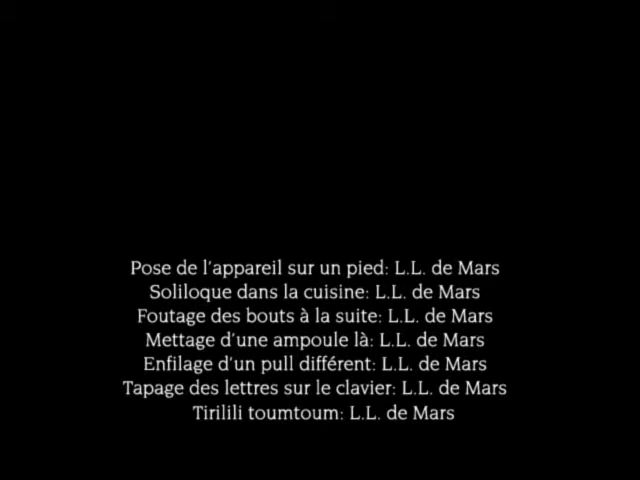 Pose de l'appareil sur un pied: L.L. de Mars
Soliloque dans la cuisine: L.L. de Mars
Foutage des bouts à la suite: L.L. de Mars
Mettage d'une ampoule là: L.L. de Mars
Enfilage d'un pull différent: L.L. de Mars
Tapage des lettres sur le clavier: L.L. de Mars
Tirilili toumtoum: L.L. de Mars